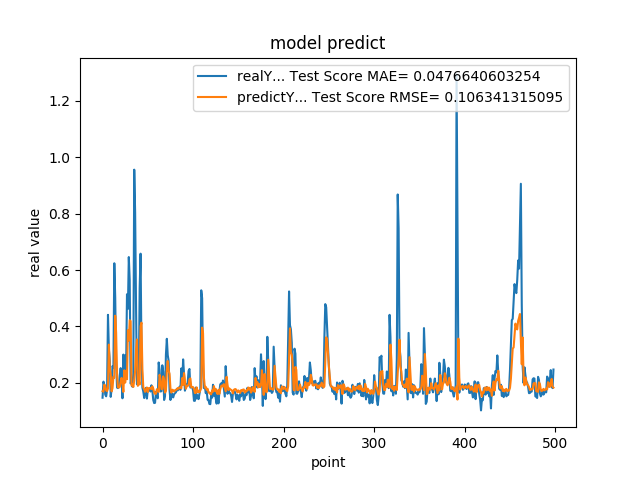 model predict
realY... Test Score MAE= 0.0476640603254
predictY... Test Score RMSE= 0.106341315095
1.2
1.0
0.8
0.6
0.4
0.2
real value
0 100 200 300 400 500
point